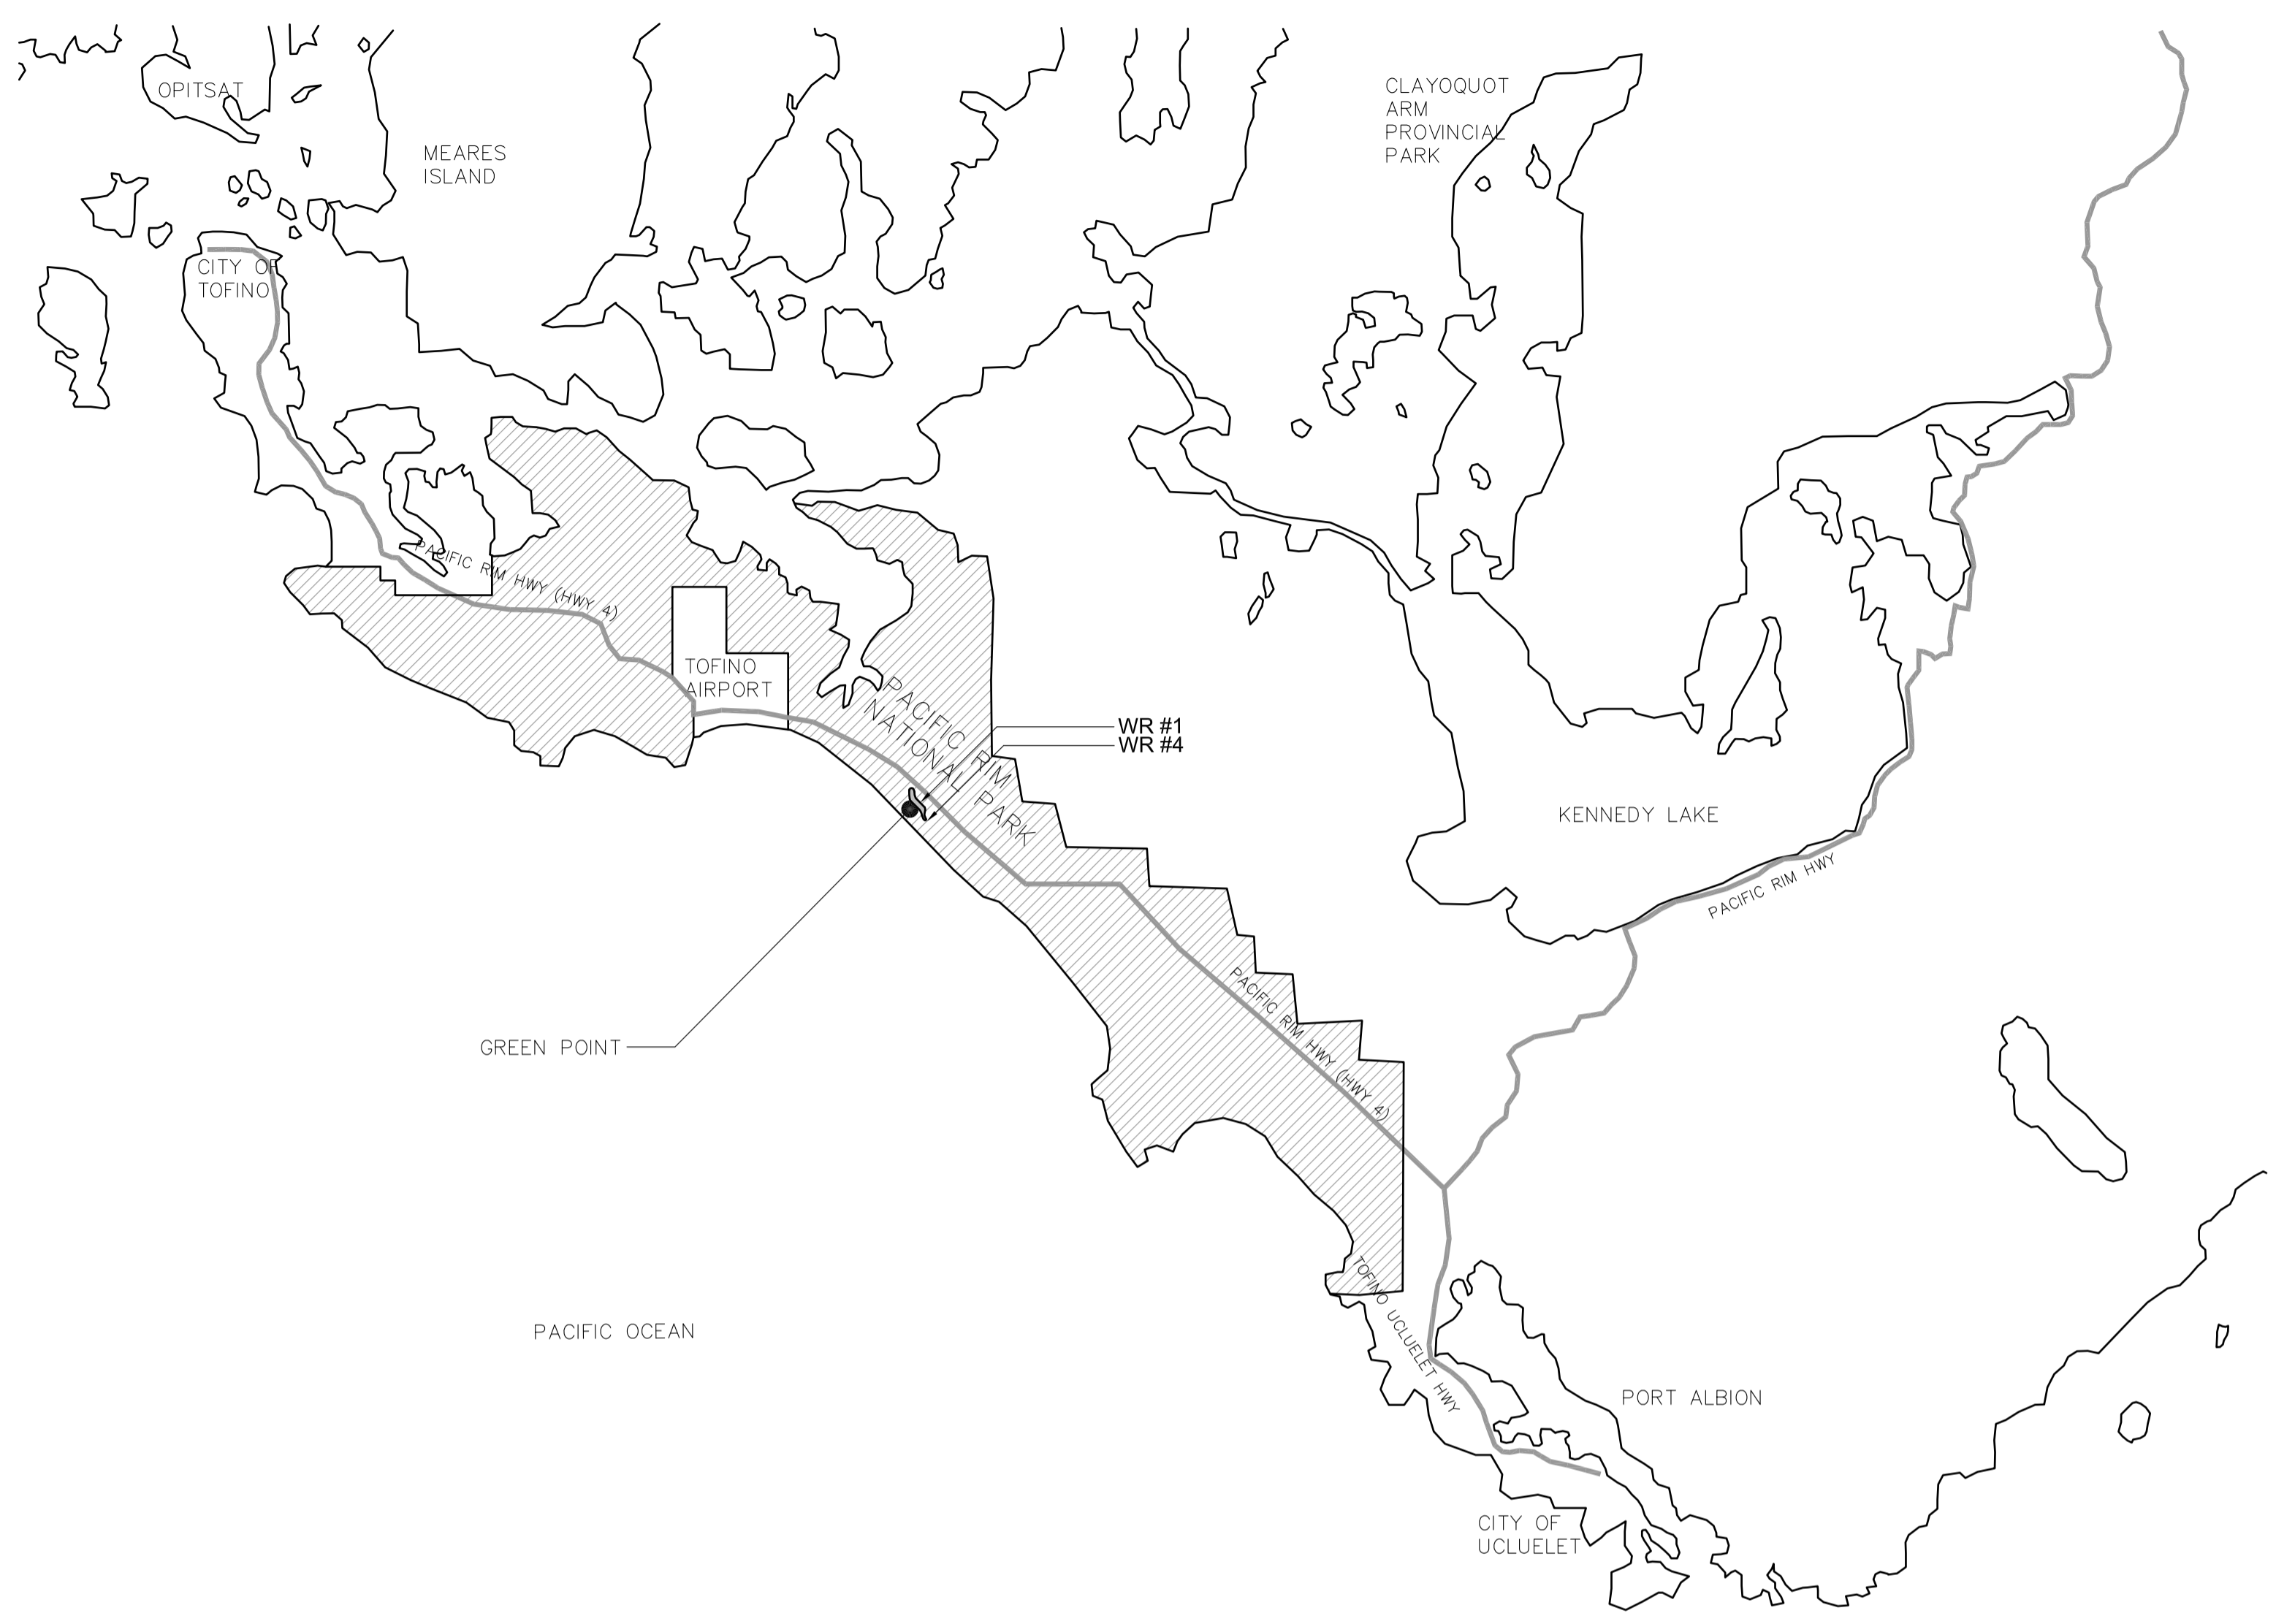 OPITSAT
CLAYOQUOT
ARM
PROVINCIAL
PARK
MEARES
ISLAND
CITY OF
TOFINO
PACIFIC RIM HWY (HWY 4)
TOFINO
AIRPORT
PACIFIC RIM
NATIONAL PARK
WR #1
WR #4
KENNEDY LAKE
PACIFIC RIM HWY
PACIFIC RIM HWY (HWY 4)
GREEN POINT
PACIFIC OCEAN
TOFINO UCLUELET HWY
PORT ALBION
CITY OF
UCLUELET